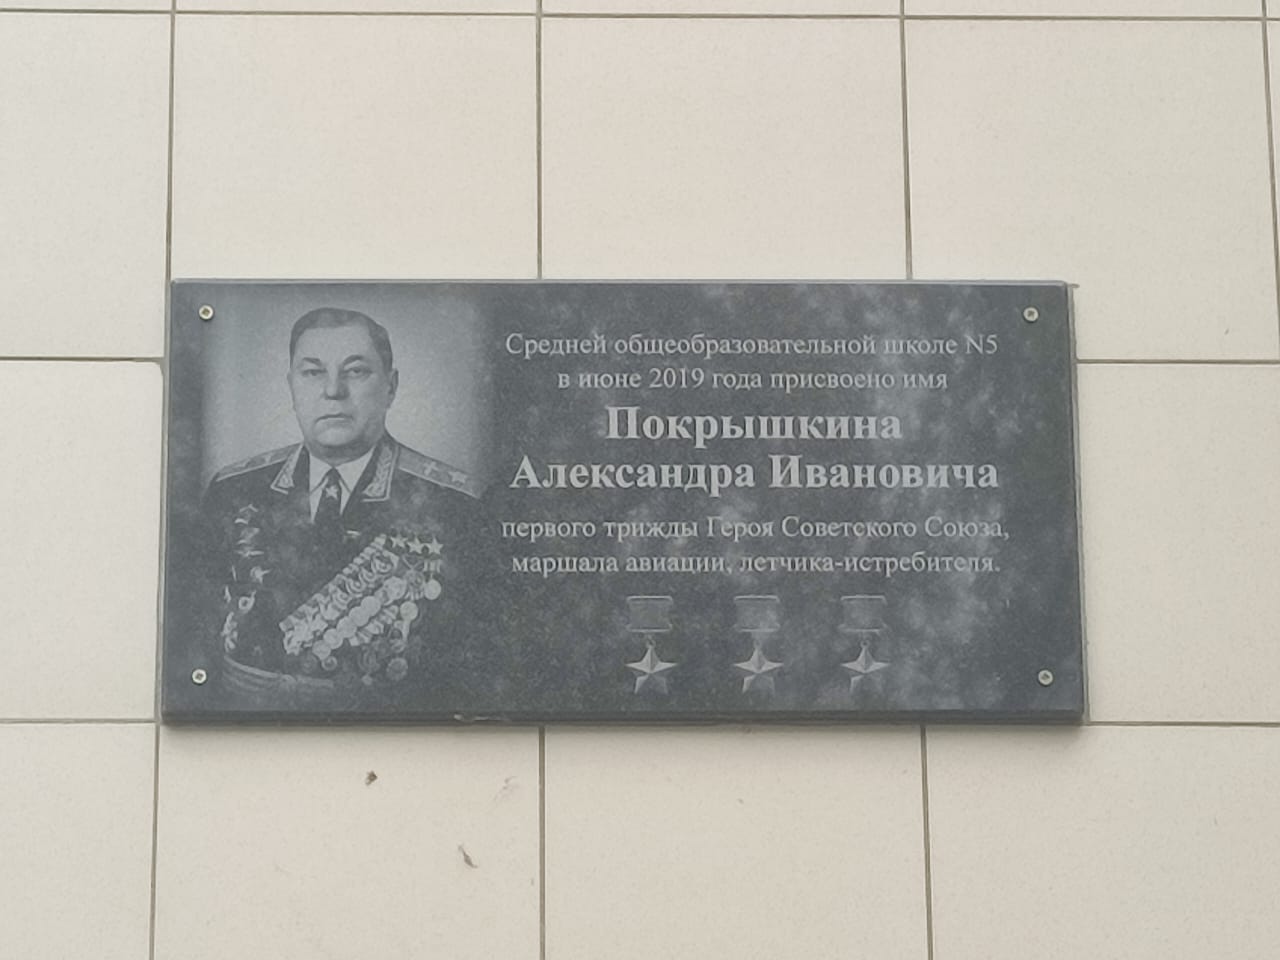 Средней общеобразовательной школе N5
в июне 2019 года присвоено имя
Покрышкина
Александра Ивановича
первого трижды Героя Советского Союза,
маршала авиации, летчика-истребителя.